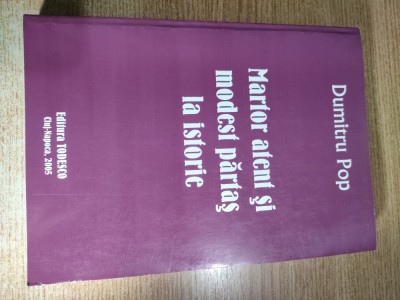 Dumitru Pop
Martor atent şi
modest părtaş
la istorie
Editura TODESCO
Cluj-Napoca, 2005